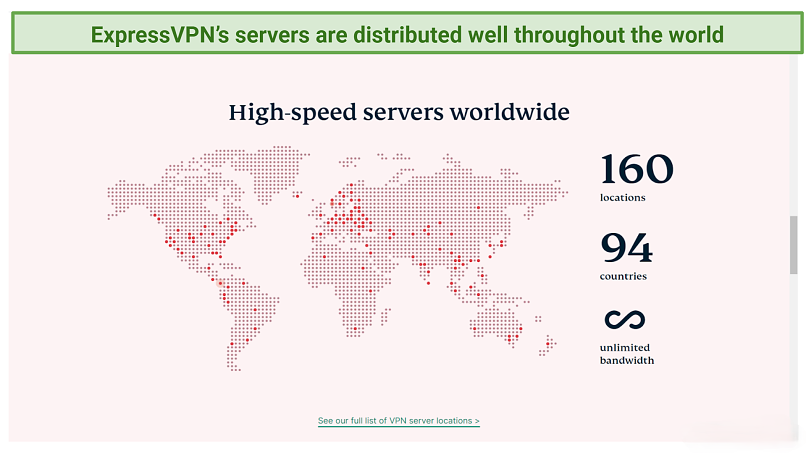 ExpressVPN's servers are distributed well throughout the world
High-speed servers worldwide
160
locations
94
countries
∞
unlimited
bandwidth
See our full list of VPN server locations >